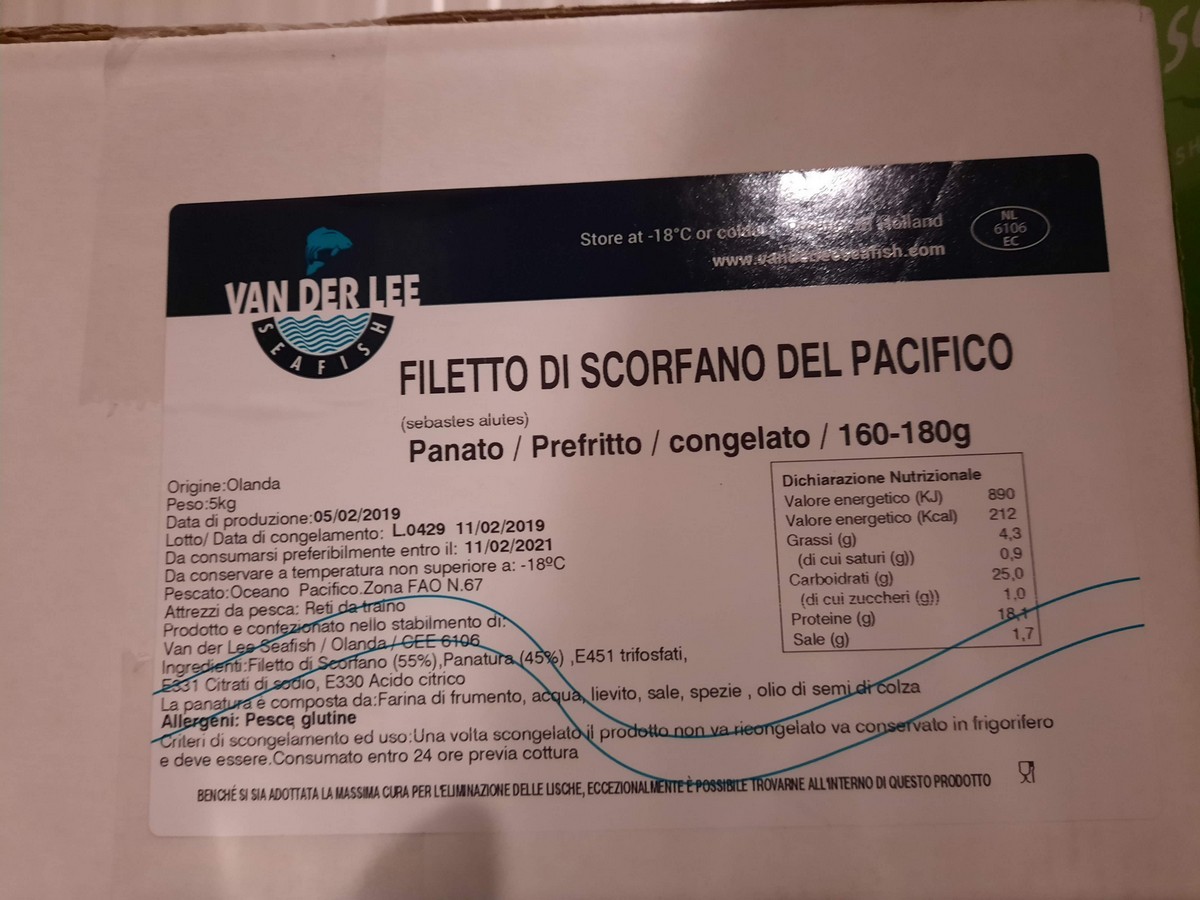 Store at -18°C or Holland
www.vanderleeseafish.com
NL
6106
EC
VAN DER LEE
SEAFISH
FILETTO DI SCORFANO DEL PACIFICO
(sebastes alutes)
Panato / Prefritto / congelato / 160-180g
Origine:Olanda
Peso:5kg
Data di produzione:05/02/2019
Lotto/ Data di congelamento: L.0429 11/02/2019
Da consumarsi preferibilmente entro il: 11/02/2021
Da conservare a temperatura non superiore a: -18ºC
Pescato:Oceano Pacifico.Zona FAO N.67
Attrezzi da pesca: Reti da traino
Prodotto e confezionato nello stabilmento di:
Van der Lee Seafish / Olanda / CEE 6106
Ingredienti:Filetto di Scorfano (55%),Panatura (45%) ,E451 trifosfati,
E331 Citrati di sodio, E330 Acido citrico
La panatura è composta da:Farina di frumento, acqua, lievito, sale, spezie , olio di semi di colza
Allergeni: Pesce glutine
Criteri di scongelamento ed uso:Una volta scongelato il prodotto non va ricongelato va conservato in frigorifero
e deve essere.Consumato entro 24 ore previa cottura
Dichiarazione Nutrizionale
Valore energetico (KJ) 890
Valore energetico (Kcal) 212
Grassi (g) 4,3
(di cui saturi (g)) 0,9
Carboidrati (g) 25,0
(di cui zuccheri (g)) 1,0
Proteine (g) 18,1
Sale (g) 1,7
BENCHÉ SI SIA ADOTTATA LA MASSIMA CURA PER L'ELIMINAZIONE DELLE LISCHE, ECCEZIONALMENTE È POSSIBILE TROVARNE ALL'INTERNO DI QUESTO PRODOTTO